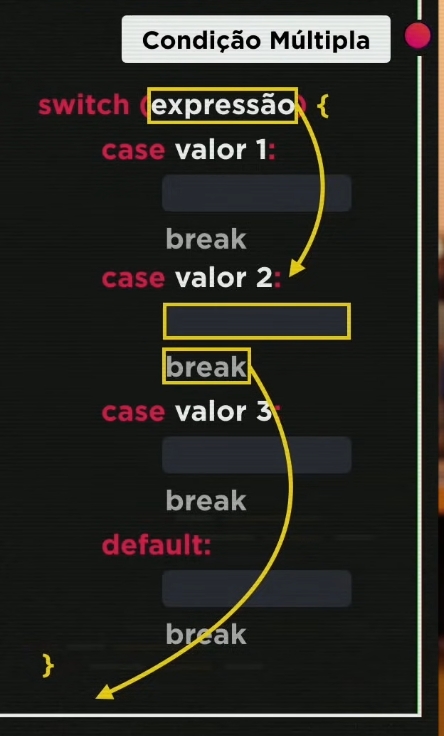 Condição Múltipla
switch (expressão) {
case valor 1:
break
case valor 2:
break
case valor 3:
break
default:
break
}